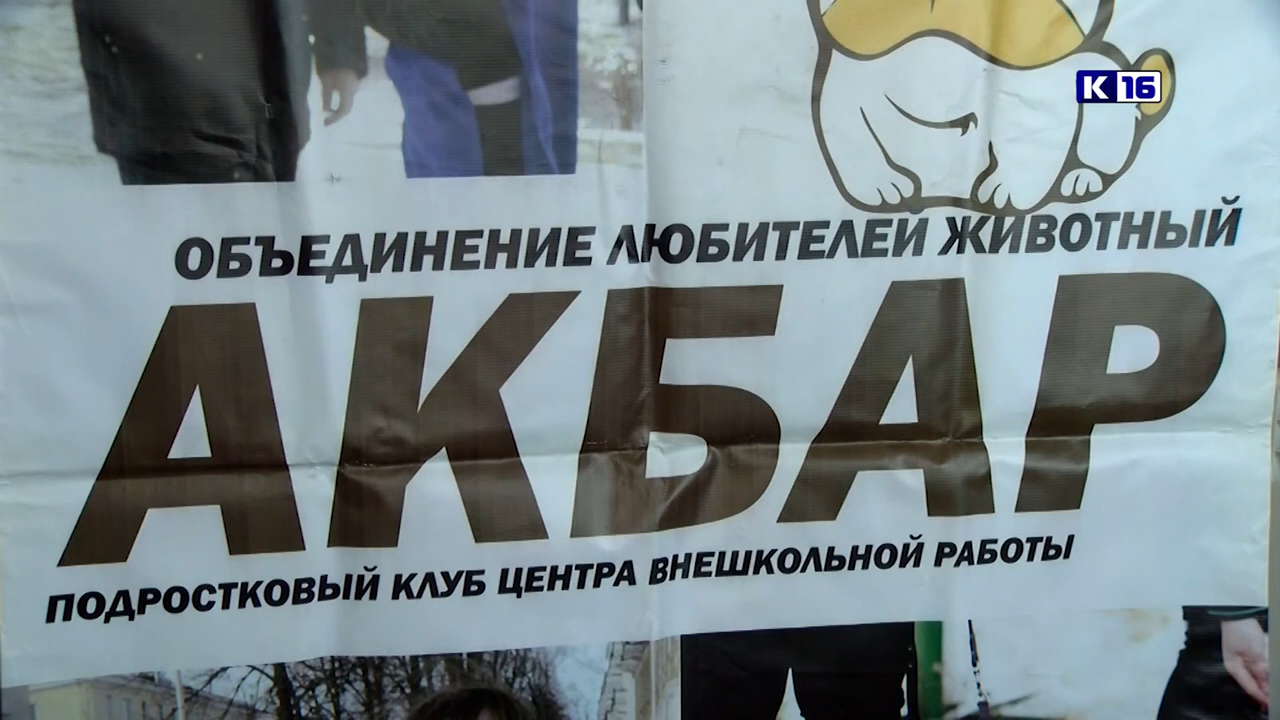 К 16
ОБЪЕДИНЕНИЕ ЛЮБИТЕЛЕЙ ЖИВОТНЫЙ
АКБАР
ПОДРОСТКОВЫЙ КЛУБ ЦЕНТРА ВНЕШКОЛЬНОЙ РАБОТЫ